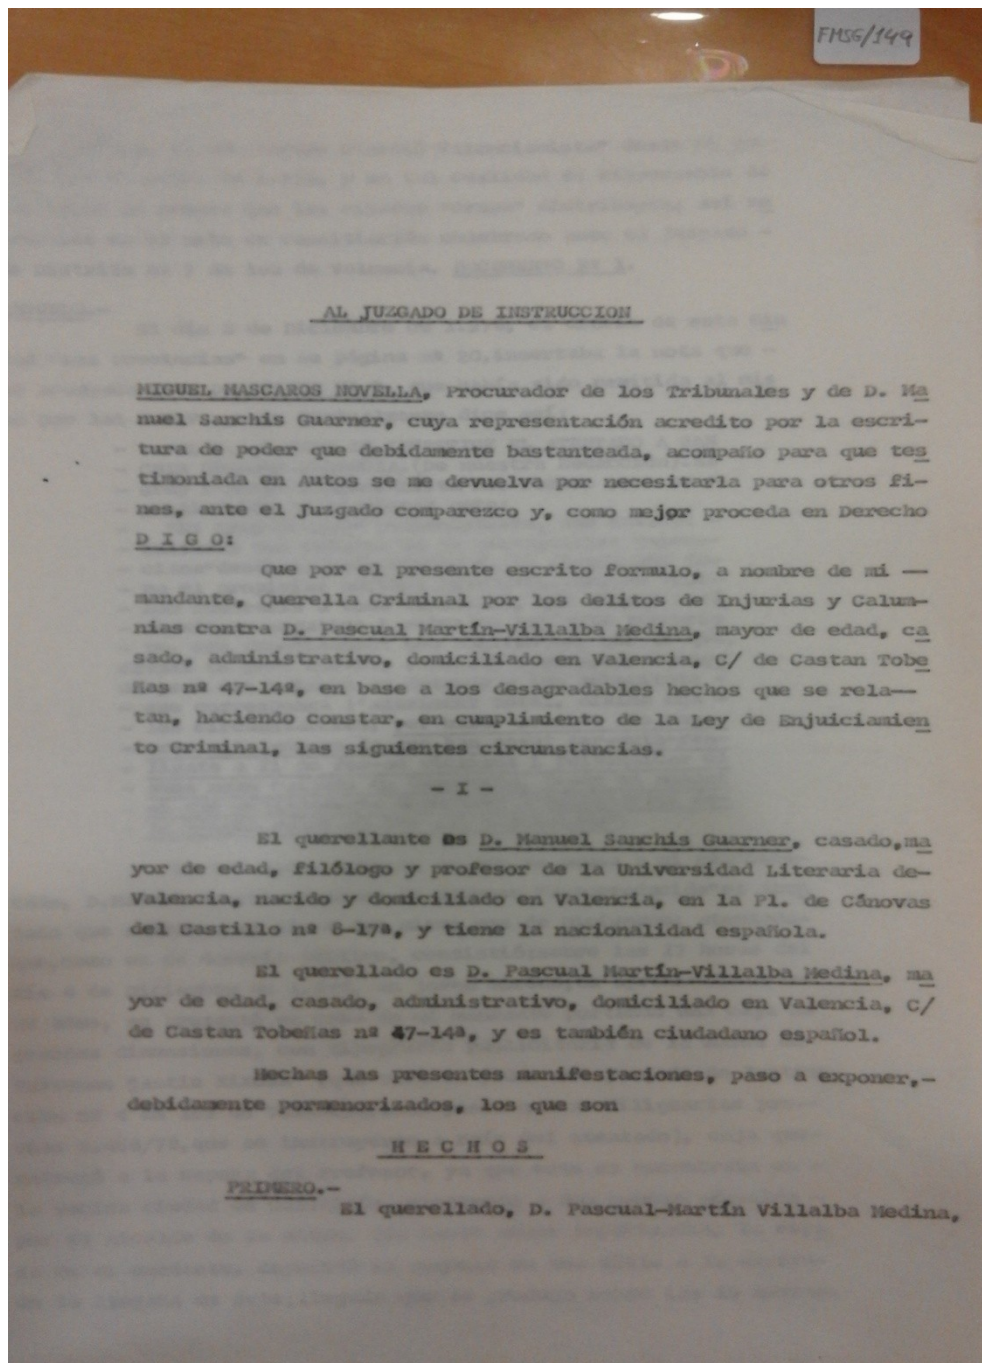 FMSG/149
AL JUZGADO DE INSTRUCCION
MIGUEL MASCAROS NOVELLA, Procurador de los Tribunales y de D. Ma
nuel Sanchis Guarner, cuya representación acredito por la escri-
tura de poder que debidamente bastanteada, acompaño para que tes
timoniada en Autos se me devuelva por necesitarla para otros fi-
nes, ante el Juzgado comparezco y, como mejor proceda en Derecho
D I G O:
Que por el presente escrito formulo, a nombre de mi —
mandante, Querella Criminal por los delitos de Injurias y Calum-
nias contra D. Pascual Martín-Villalba Medina, mayor de edad, ca
sado, administrativo, domiciliado en Valencia, C/ de Castan Tobe
ñas nº 47-14ª, en base a los desagradables hechos que se rela—
tan, haciendo constar, en cumplimiento de la Ley de Enjuiciamien
to Criminal, las siguientes circunstancias.
- I -
El querellante es D. Manuel Sanchis Guarner, casado,ma
yor de edad, filólogo y profesor de la Universidad Literaria de-
Valencia, nacido y domiciliado en Valencia, en la Pl. de Cánovas
del Castillo nº 8-17ª, y tiene la nacionalidad española.
El querellado es D. Pascual Martín-Villalba Medina, ma
yor de edad, casado, administrativo, domiciliado en Valencia, C/
de Castan Tobeñas nº 47-14ª, y es también ciudadano español.
Hechas las presentes manifestaciones, paso a exponer,-
debidamente pormenorizados, los que son
H E C H O S
PRIMERO.-
El querellado, D. Pascual-Martín Villalba Medina,